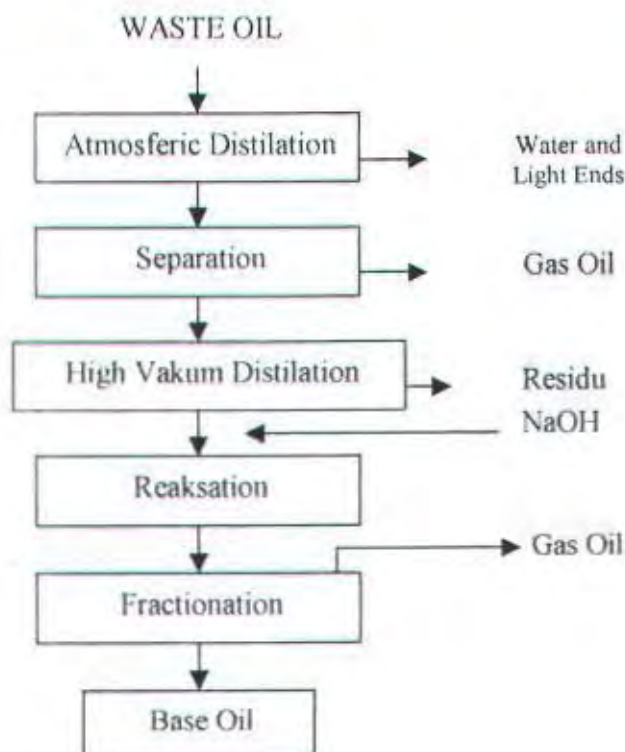 WASTE OIL
Atmosferic Distilation
Water and
Light Ends
Separation
Gas Oil
High Vakum Distilation
Residu
NaOH
Reaksation
Gas Oil
Fractionation
Base Oil